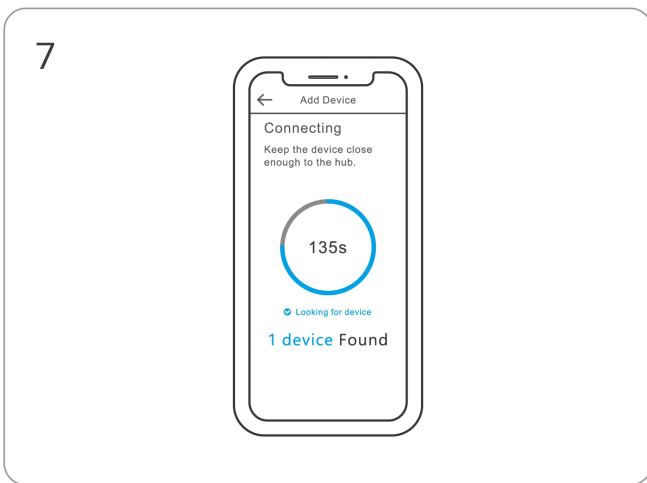 7
Add Device
Connecting
Keep the device close
enough to the hub.
135s
Looking for device
1 device Found